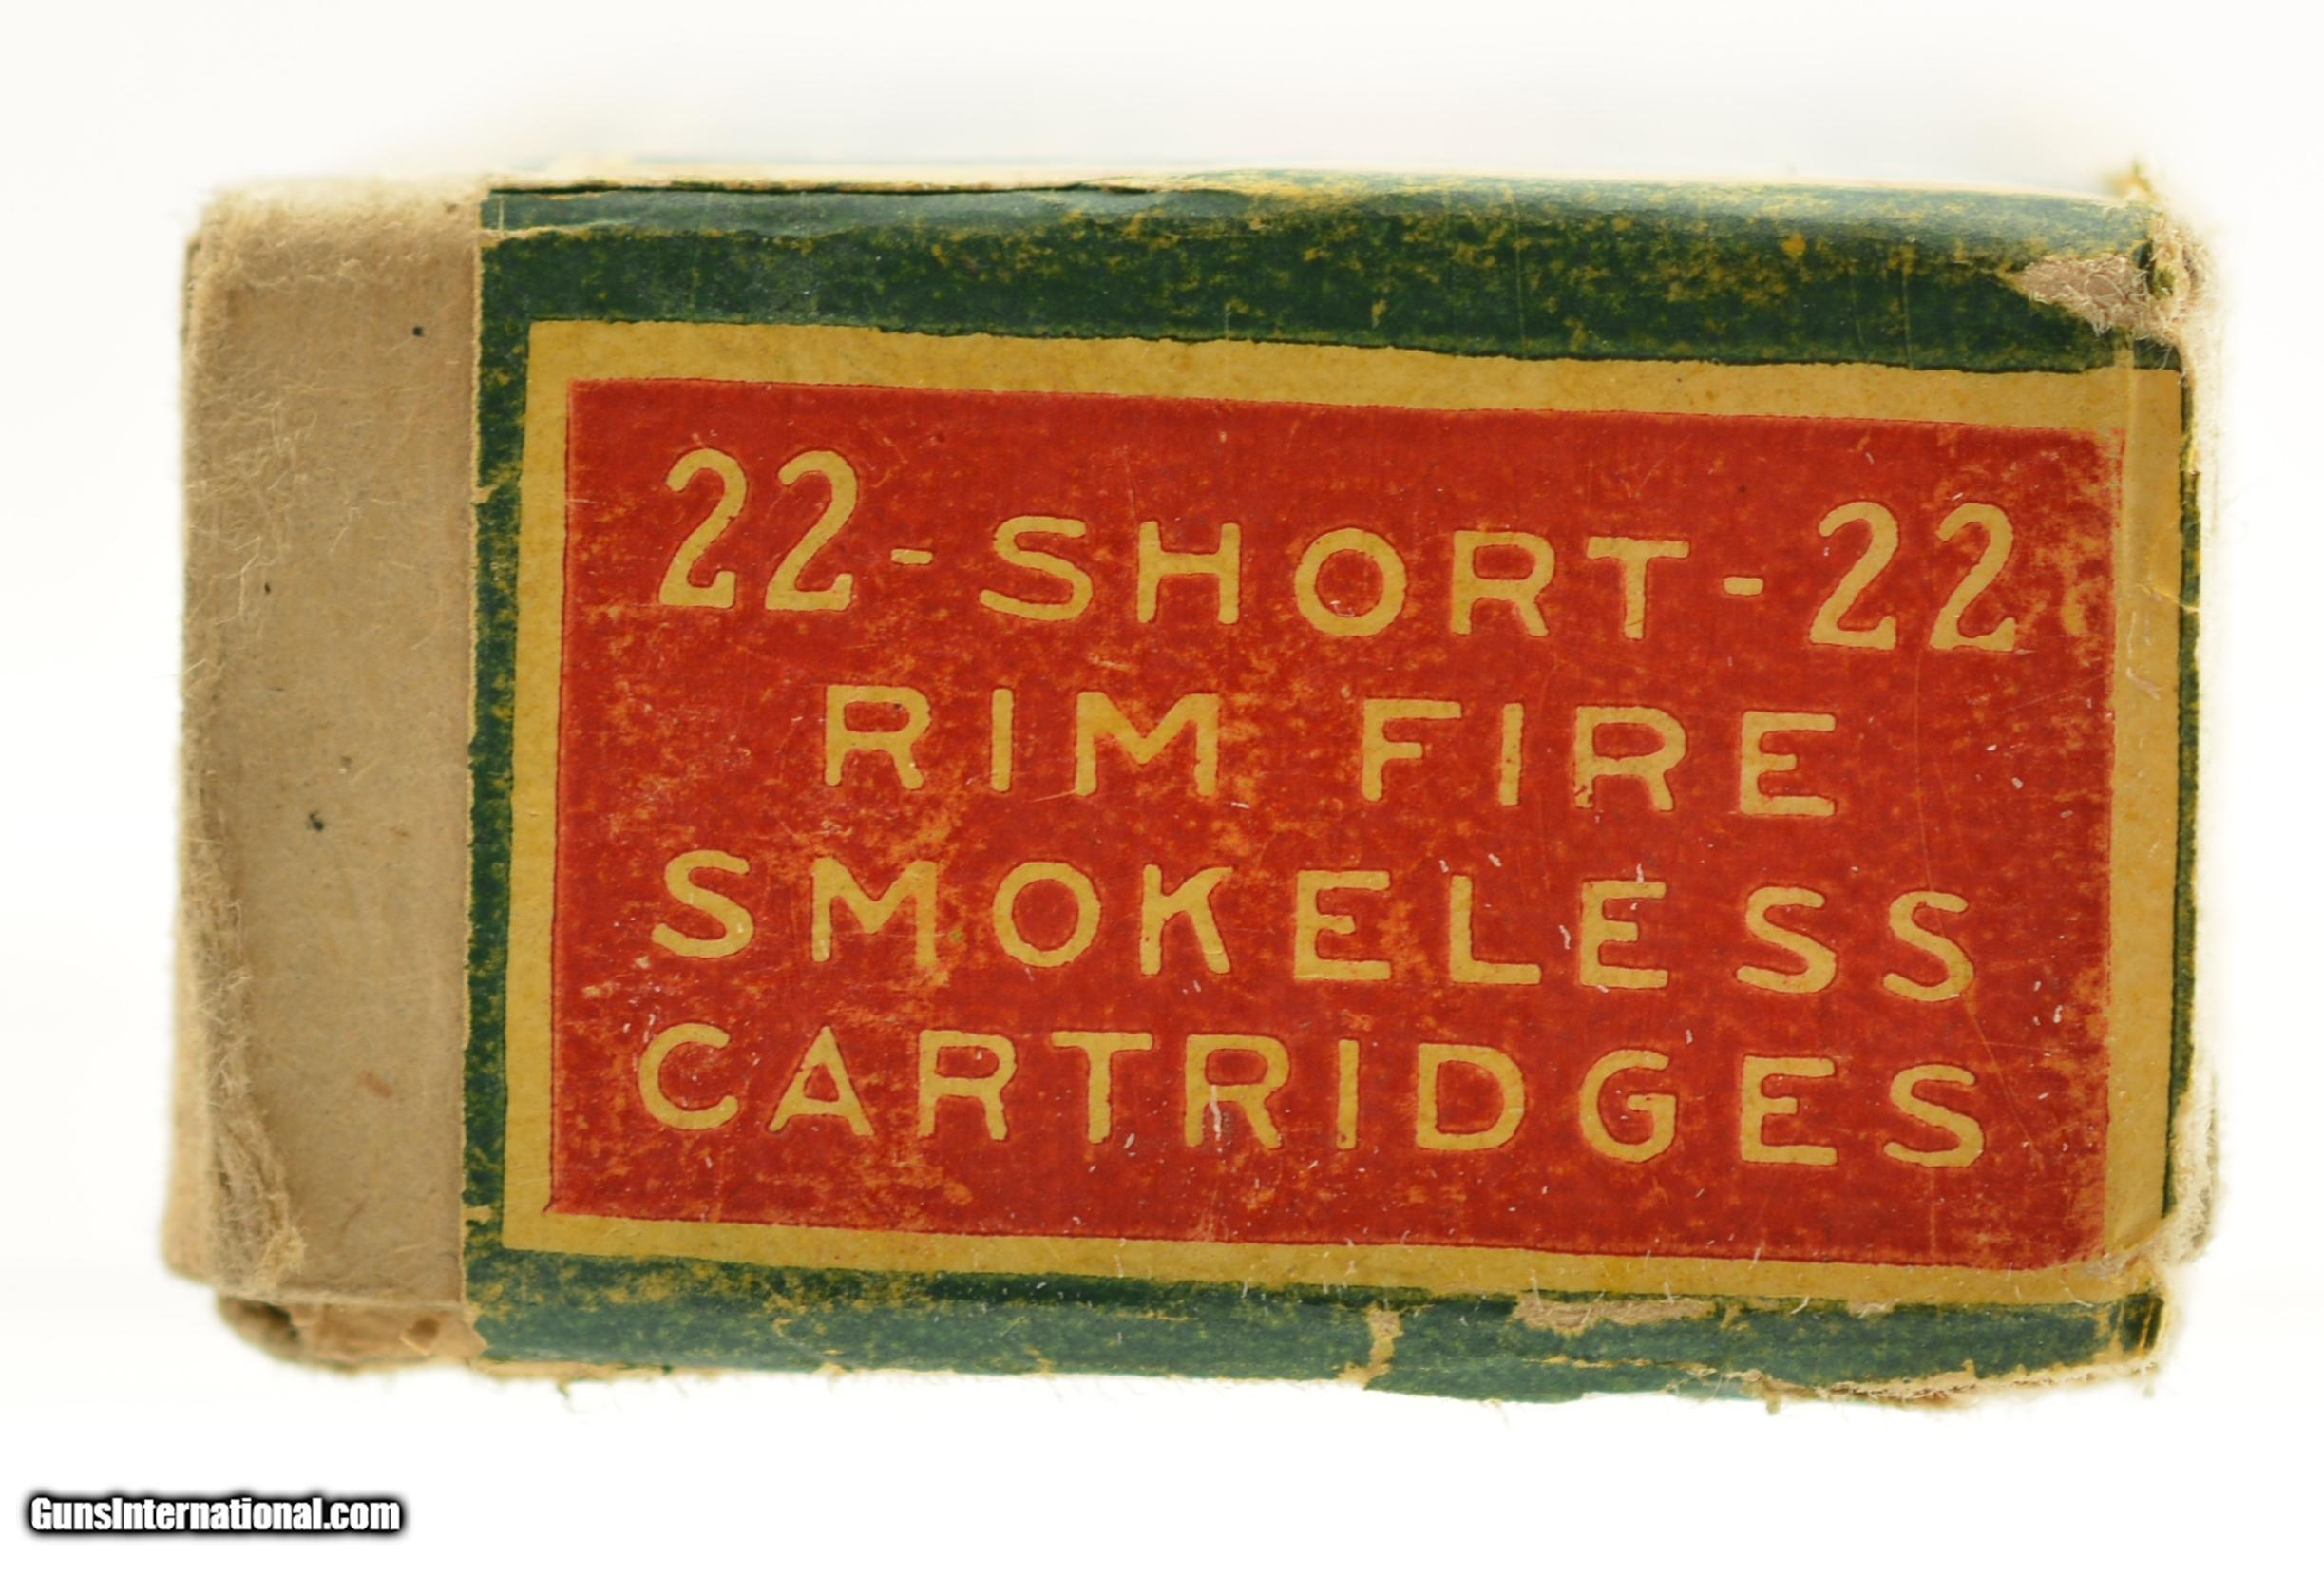 22-SHORT-22
RIM FIRE
SMOKELESS
CARTRIDGES
GunsInternational.com